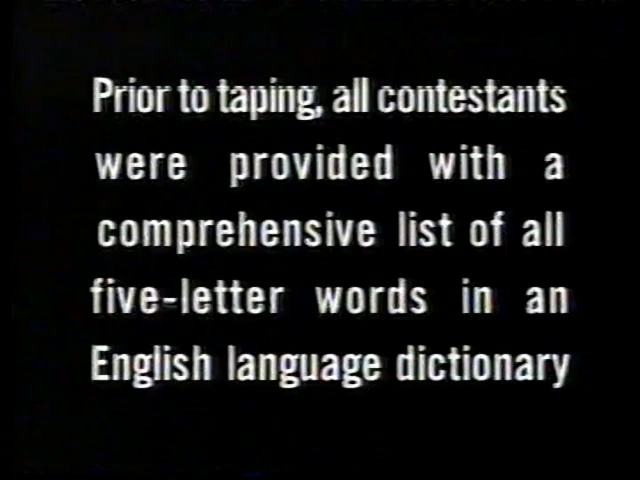 Prior to taping, all contestants
were provided with a
comprehensive list of all
five-letter words in an
English language dictionary